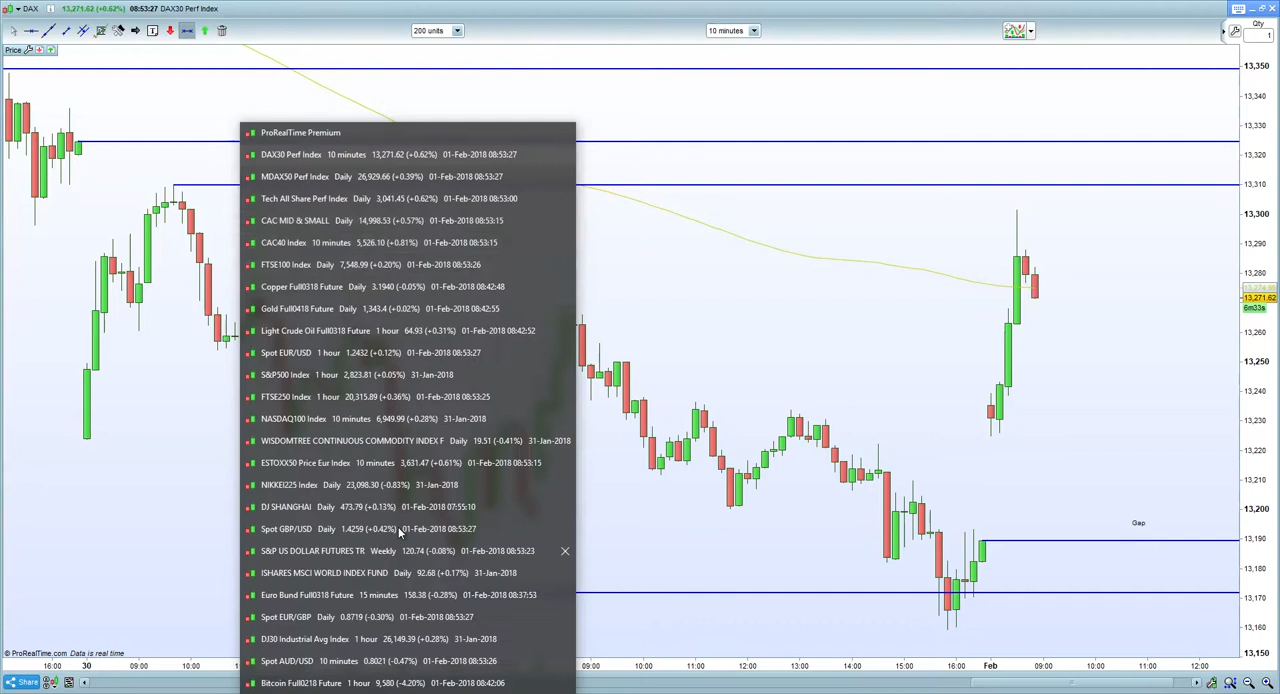 DAX 13,271.62 (+0.62%) 08:53:27 DAX30 Perf Index
200 units
10 minutes
Qty
1
Price
ProRealTime Premium
DAX30 Perf Index 10 minutes 13,271.62 (+0.62%) 01-Feb-2018 08:53:27
MDAX50 Perf Index Daily 26,929.66 (+0.39%) 01-Feb-2018 08:53:27
Tech All Share Perf Index Daily 3,041.45 (+0.62%) 01-Feb-2018 08:53:00
CAC MID & SMALL Daily 14,998.53 (+0.57%) 01-Feb-2018 08:53:15
CAC40 Index 10 minutes 5,526.10 (+0.81%) 01-Feb-2018 08:53:15
FTSE100 Index Daily 7,548.99 (+0.20%) 01-Feb-2018 08:53:26
Copper Full0318 Future Daily 3.1940 (-0.05%) 01-Feb-2018 08:42:48
Gold Full0418 Future Daily 1,343.4 (+0.02%) 01-Feb-2018 08:42:55
Light Crude Oil Full0318 Future 1 hour 64.93 (+0.31%) 01-Feb-2018 08:42:52
Spot EUR/USD 1 hour 1.2432 (+0.12%) 01-Feb-2018 08:53:27
S&P500 Index 1 hour 2,823.81 (+0.05%) 31-Jan-2018
FTSE250 Index 1 hour 20,315.89 (+0.36%) 01-Feb-2018 08:53:25
NASDAQ100 Index 10 minutes 6,949.99 (+0.28%) 31-Jan-2018
WISDOMTREE CONTINUOUS COMMODITY INDEX F Daily 19.51 (-0.41%) 31-Jan-2018
ESTOXX50 Price Eur Index 10 minutes 3,631.47 (+0.61%) 01-Feb-2018 08:53:15
NIKKEI225 Index Daily 23,098.30 (-0.83%) 31-Jan-2018
DJ SHANGHAI Daily 473.79 (+0.13%) 01-Feb-2018 07:55:10
Spot GBP/USD Daily 1.4259 (+0.42%) 01-Feb-2018 08:53:27
S&P US DOLLAR FUTURES TR Weekly 120.74 (-0.08%) 01-Feb-2018 08:53:23
ISHARES MSCI WORLD INDEX FUND Daily 92.68 (+0.17%) 31-Jan-2018
Euro Bund Full0318 Future 15 minutes 158.38 (-0.28%) 01-Feb-2018 08:37:53
Spot EUR/GBP Daily 0.8719 (-0.30%) 01-Feb-2018 08:53:27
DJ30 Industrial Avg Index 1 hour 26,149.39 (+0.28%) 31-Jan-2018
Spot AUD/USD 10 minutes 0.8021 (-0.47%) 01-Feb-2018 08:53:26
Bitcoin Full0218 Future 1 hour 9,580 (-4.20%) 01-Feb-2018 08:42:06
Gap
13,350
13,340
13,330
13,320
13,310
13,300
13,290
13,280
13,271.62
6m33s
13,260
13,250
13,240
13,230
13,220
13,210
13,200
13,190
13,180
13,170
13,160
13,150
© ProRealTime.com Data is real time
16:00 30 09:00 10:00 09:00 10:00 11:00 12:00 13:00 14:00 15:00 16:00 Feb 09:00 10:00 11:00 12:00
Share